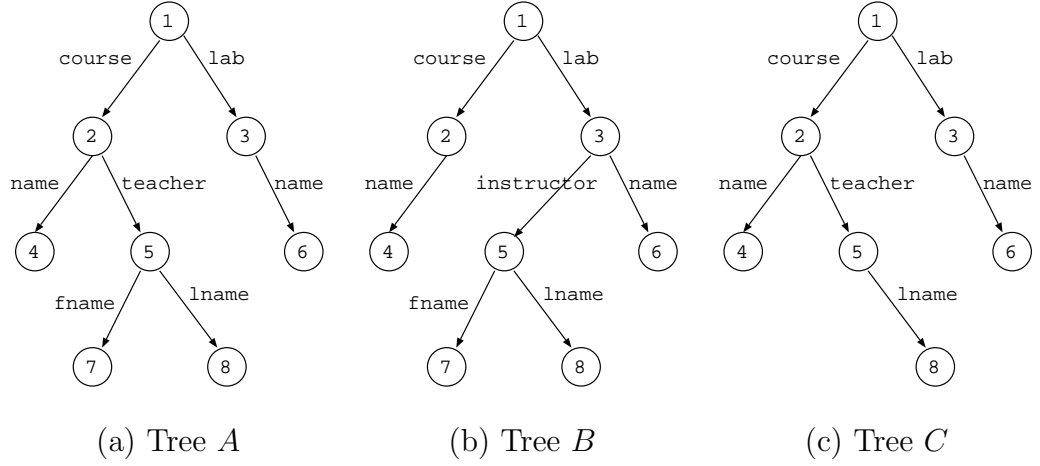 1 1 1
course lab course lab course lab
2 3 2 3 2 3
name teacher name name instructor name name teacher name
4 5 6 4 5 6 4 5 6
fname lname fname lname lname
7 8 7 8 8
(a) Tree A (b) Tree B (c) Tree C